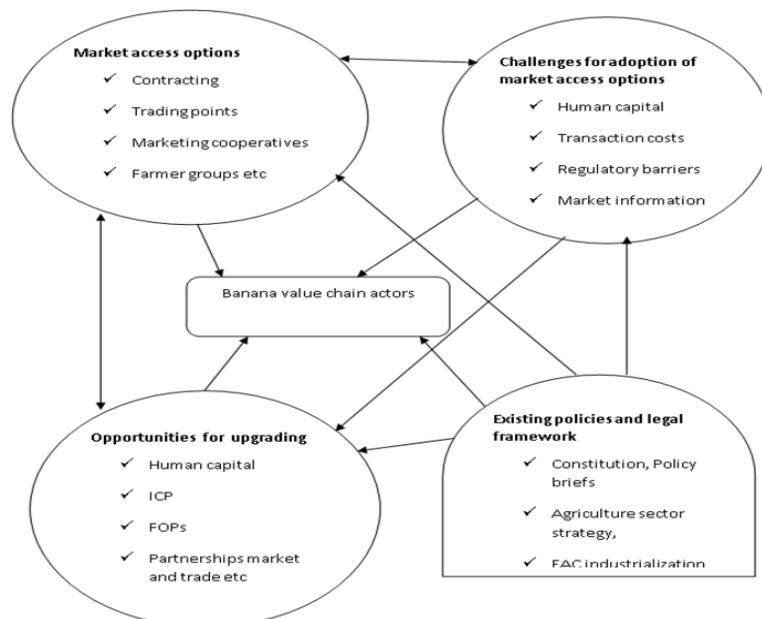 Market access options
✓ Contracting
✓ Trading points
✓ Marketing cooperatives
✓ Farmer groups etc
Challenges for adoption of
market access options
✓ Human capital
✓ Transaction costs
✓ Regulatory barriers
✓ Market information
Banana value chain actors
Opportunities for upgrading
✓ Human capital
✓ ICP
✓ FOPs
✓ Partnerships market
and trade etc
Existing policies and legal
framework
✓ Constitution, Policy
briefs
✓ Agriculture sector
strategy,
✓ EAC industrialization